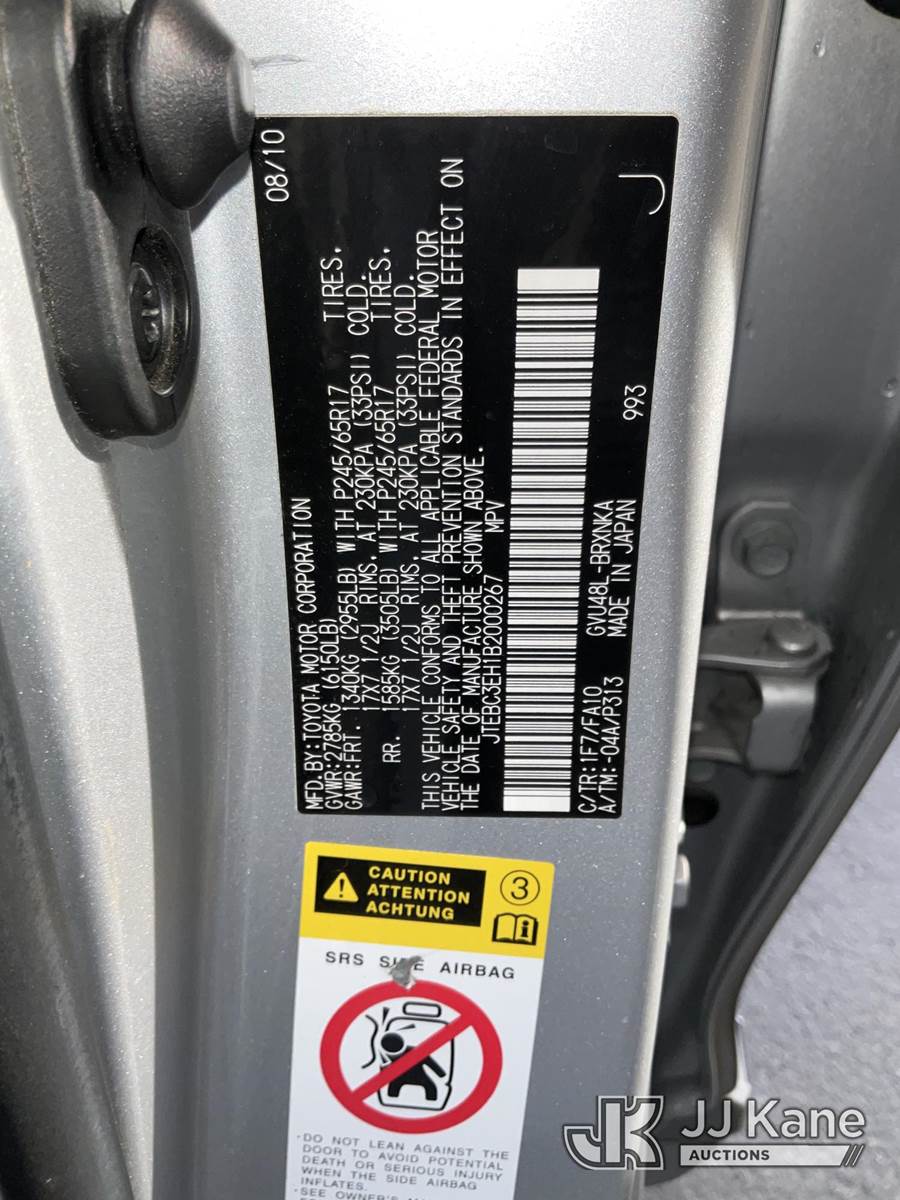 MFD.BY:TOYOTA MOTOR CORPORATION 08/10
GVWR:2785KG (6150LB)
GAWR:FRT. 1340KG (2955LB) WITH P245/65R17 TIRES.
17X7 1/2J RIMS. AT 230KPA (33PSI) COLD.
RR. 1585KG (3505LB) WITH P245/65R17 TIRES.
17X7 1/2J RIMS. AT 230KPA (33PSI) COLD.
THIS VEHICLE CONFORMS TO ALL APPLICABLE FEDERAL MOTOR
VEHICLE SAFETY AND THEFT PREVENTION STANDARDS IN EFFECT ON
THE DATE OF MANUFACTURE SHOWN ABOVE.
JTEBC3EH1B2000267 MPV
C/TR:1F7/FA10 GVU48L-BRXNKA
A/TM:-04A/P313 MADE IN JAPAN 993 J
CAUTION
ATTENTION
ACHTUNG
3
SRS SIDE AIRBAG
·DO NOT LEAN AGAINST THE
DOOR TO AVOID POTENTIAL
DEATH OR SERIOUS INJURY
WHEN THE SIDE AIRBAG
INFLATES.
·SEE OWNER'S
JJ Kane
AUCTIONS